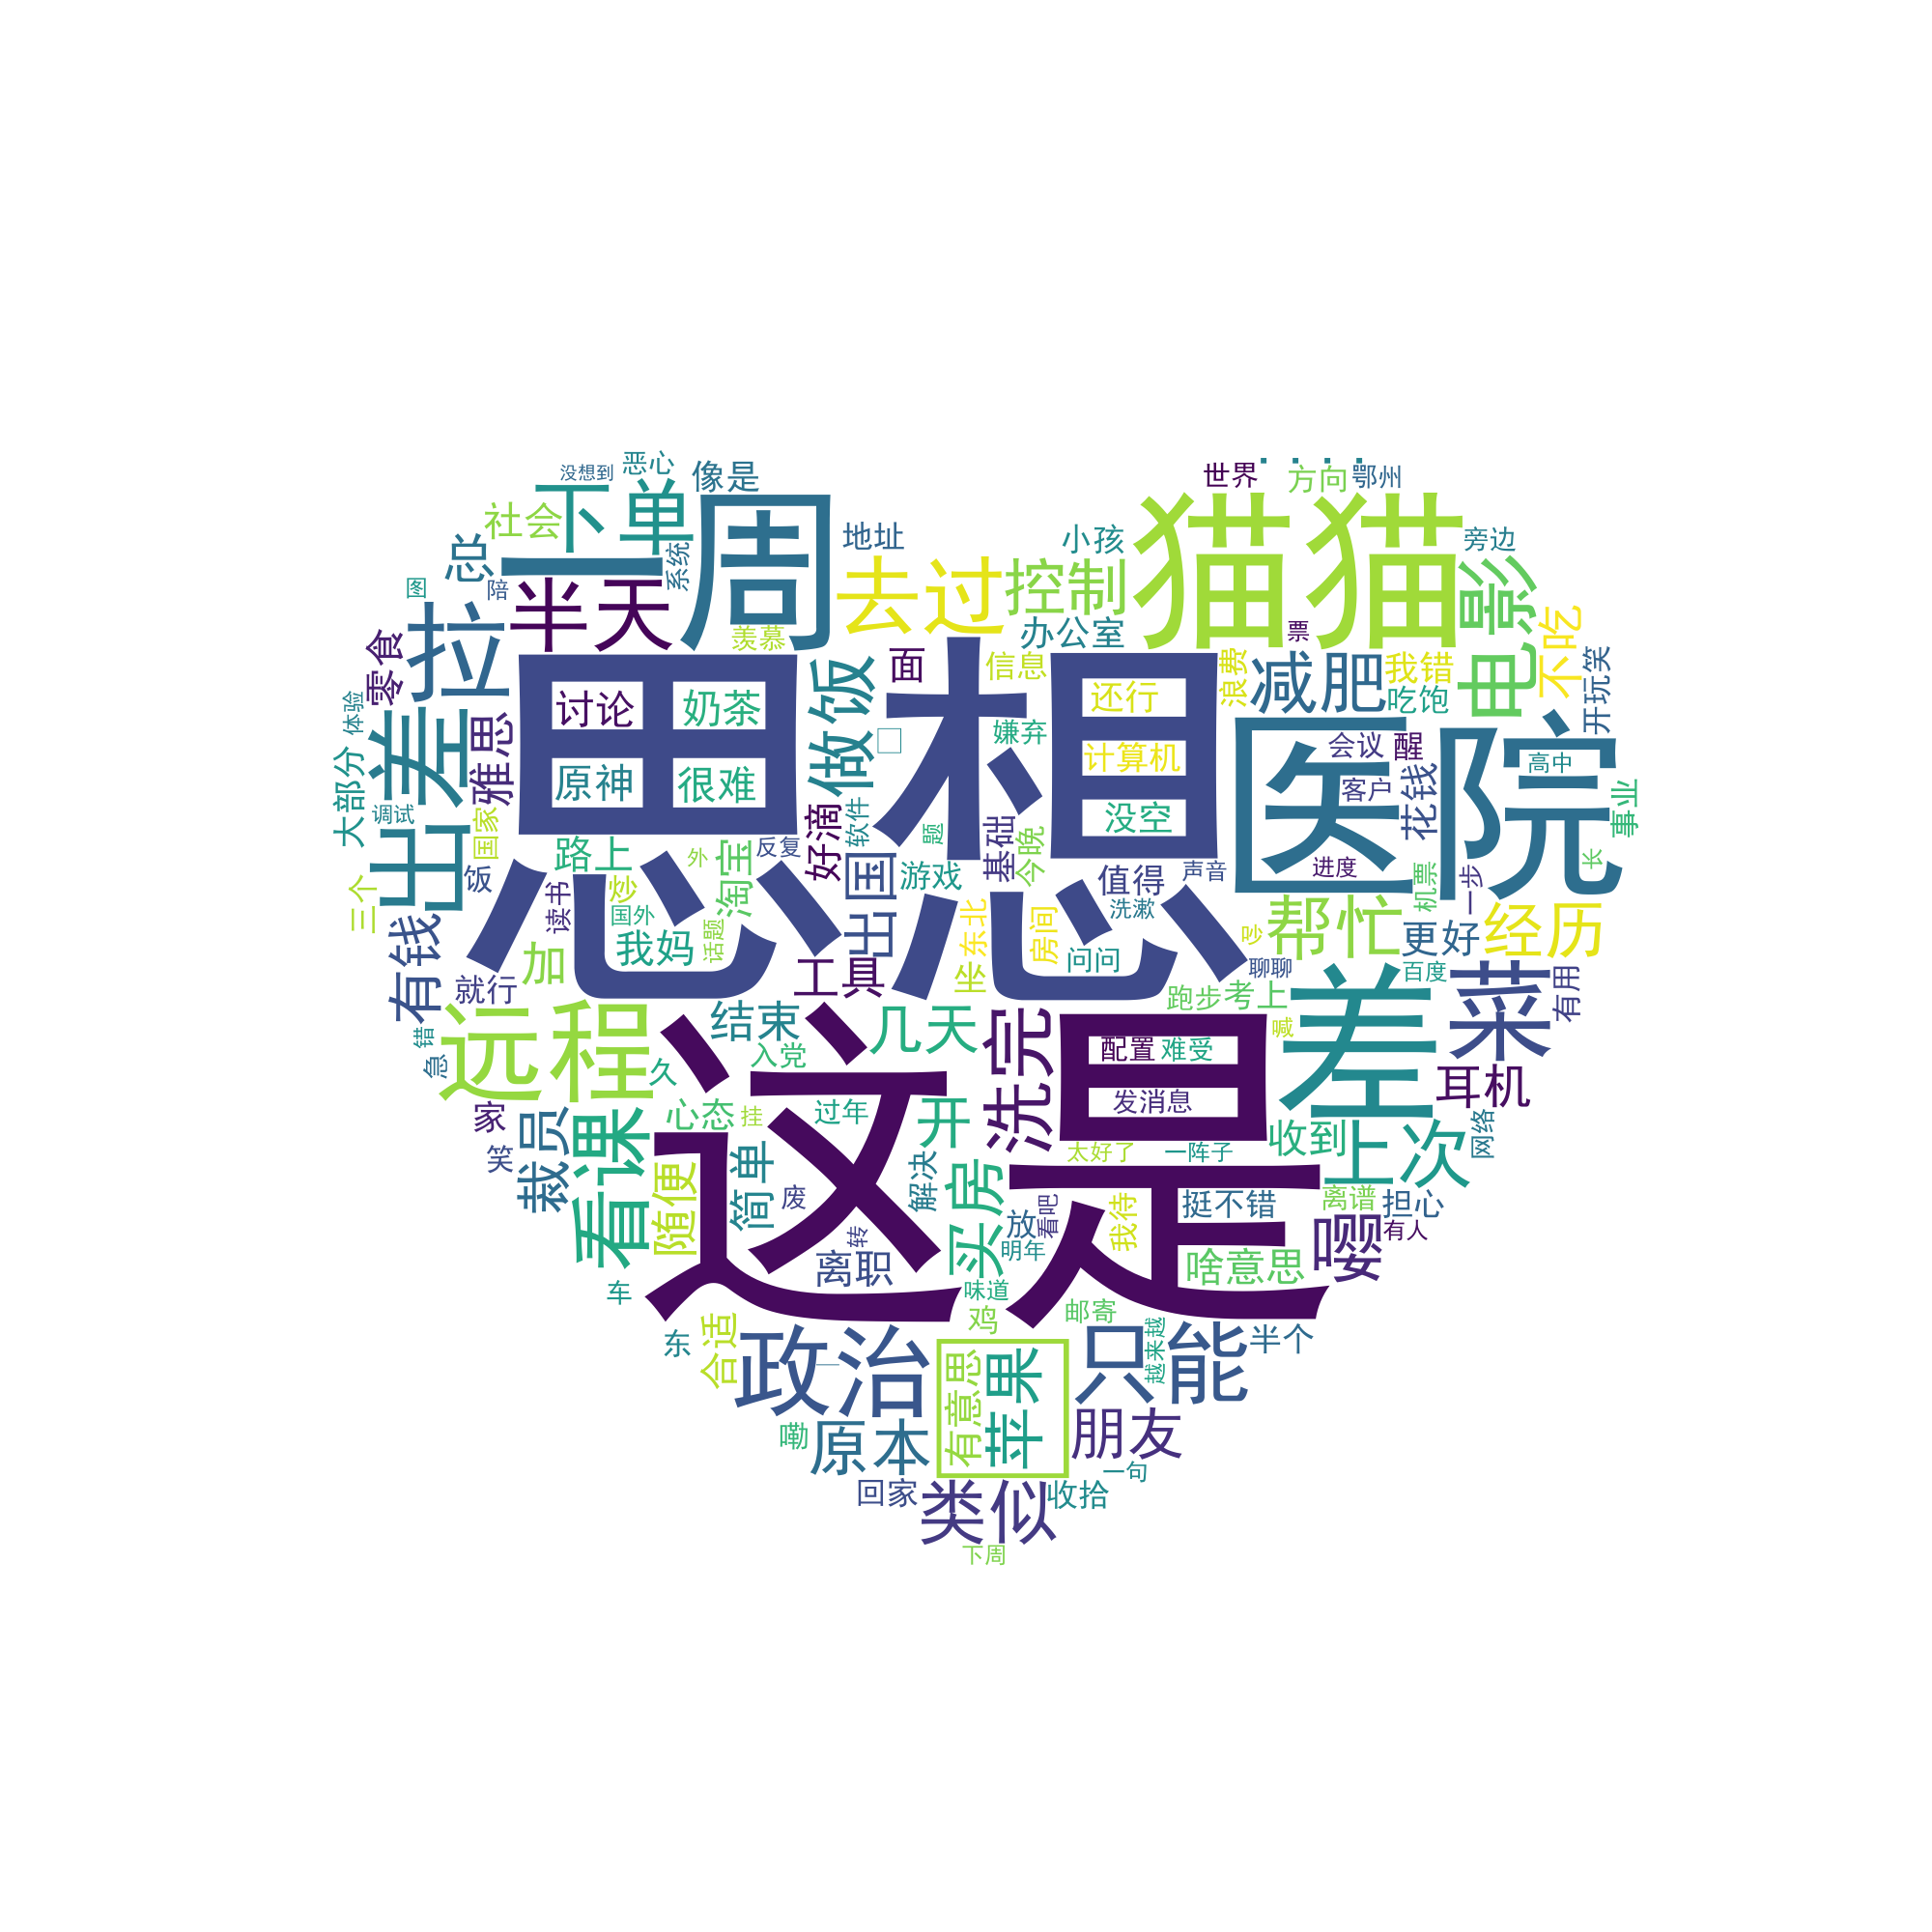 没想到
恶心
像是
世界
方向
鄂州
社会
下单
一周
猫猫
总
系统
地址
小孩
旁边
图
陪
拉
半天
去过
控制
电影
羡慕
办公室
票
不吃
零食
思想
面
信息
浪费
减肥
我错
吃饱
开玩笑
体验
出差
雅思
讨论
奶茶
做饭
嫌弃
还行
医院
会议
醒
大部分
调试
原神
很难
计算机
客户
高中
花钱
国家
好滴
软件
题
基础
今晚
没空
事业
三个
饭
路上
外
淘宝
反复
出国
游戏
值得
声音
进度
长
机票
一步
读书
炒
国外
我妈
话题
东北
房间
洗漱
问问
吵
帮忙
更好
经历
有钱
加
就行
工具
坐
跑步
考上
聊聊
百度
菜
有用
远程
错
急
久
结束
入党
几天
洗完
这是
配置
难受
发消息
喊
差
耳机
家
笑
裁员
看课
心态
挂
过年
开
太好了
一阵子
收到
上次
网络
随便
简单
废
解决
买房
放
看吧
我待
挺不错
离谱
担心
有人
转
离职
明年
啥意思
嘤
车
味道
东
合适
政治
鸡
邮寄
只能
越来越
半个
嘞
原本
有意思
苹果
朋友
一句
回家
类似
收拾
下周